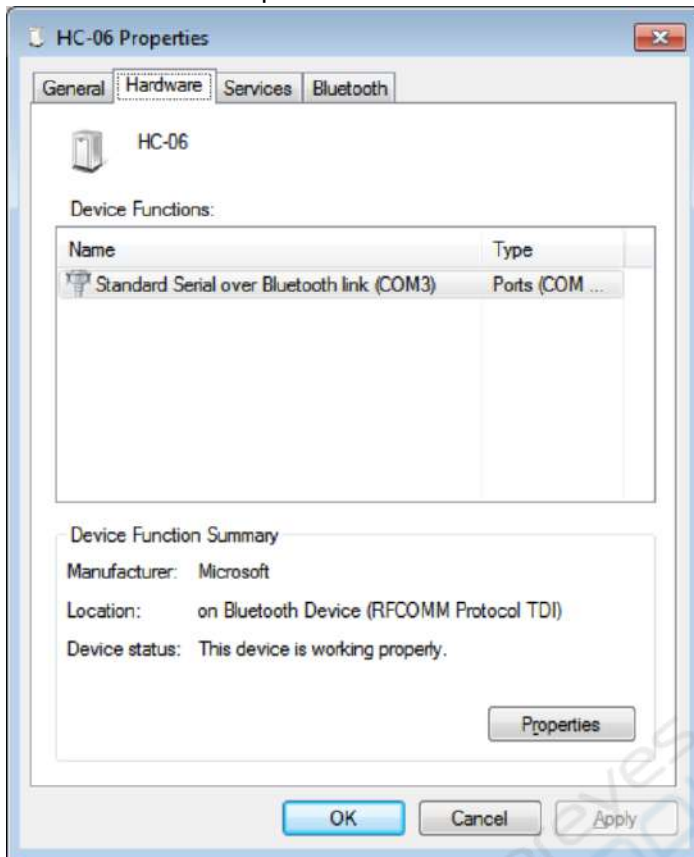 HC-06 Properties
General Hardware Services Bluetooth
HC-06
Device Functions:
Name Type
Standard Serial over Bluetooth link (COM3) Ports (COM ...
Device Function Summary
Manufacturer: Microsoft
Location: on Bluetooth Device (RFCOMM Protocol TDI)
Device status: This device is working properly.
Properties
OK Cancel Apply